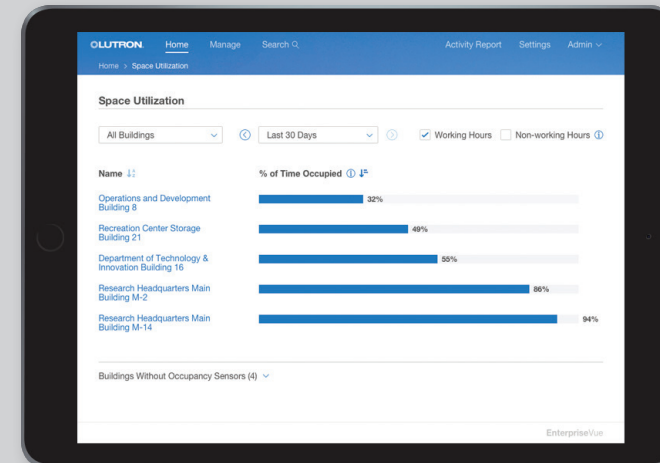 LUTRON. Home Manage Search Activity Report Settings Admin
Home > Space Utilization
Space Utilization
All Buildings Last 30 Days Working Hours Non-working Hours
Name % of Time Occupied
Operations and Development
Building 8
32%
Recreation Center Storage
Building 21
49%
Department of Technology &
Innovation Building 16
55%
Research Headquarters Main
Building M-2
86%
Research Headquarters Main
Building M-14
94%
Buildings Without Occupancy Sensors (4)
EnterpriseVue